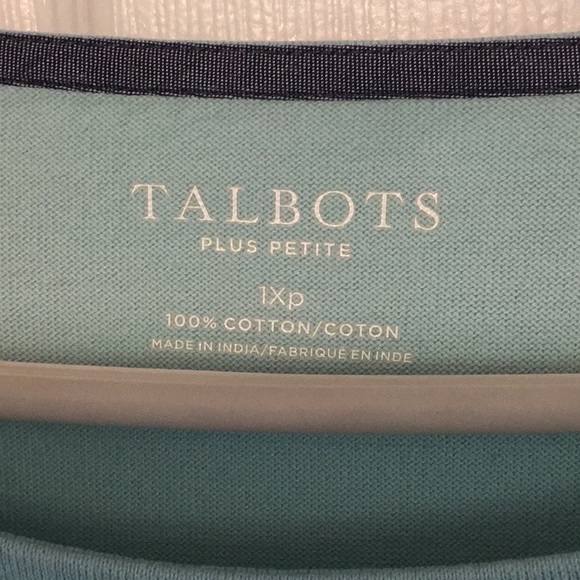 TALBOTS
PLUS PETITE
1Xp
100% COTTON/COTON
MADE IN INDIA/FABRIQUÉ EN INDE